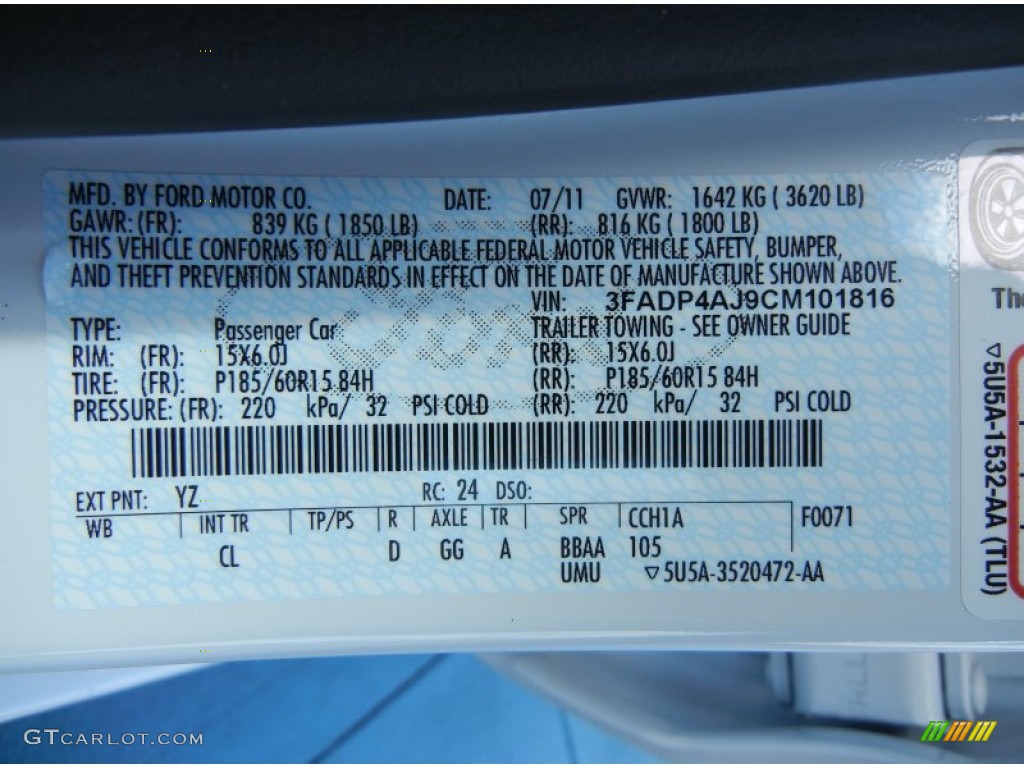 MFD. BY FORD MOTOR CO. DATE: 07/11 GVWR: 1642 KG ( 3620 LB)
GAWR: (FR): 839 KG ( 1850 LB) (RR): 816 KG ( 1800 LB)
THIS VEHICLE CONFORMS TO ALL APPLICABLE FEDERAL MOTOR VEHICLE SAFETY, BUMPER,
AND THEFT PREVENTION STANDARDS IN EFFECT ON THE DATE OF MANUFACTURE SHOWN ABOVE.
VIN: 3FADP4AJ9CM101816
TYPE: Passenger Car TRAILER TOWING - SEE OWNER GUIDE
RIM: (FR): 15X6.0J (RR): 15X6.0J
TIRE: (FR): P185/60R15 84H (RR): P185/60R15 84H
PRESSURE: (FR): 220 kPa/ 32 PSI COLD (RR): 220 kPa/ 32 PSI COLD
EXT PNT: YZ RC: 24 DSO:
WB INT TR TP/PS R AXLE TR SPR CCH1A F0071
CL D GG A BBAA 105
UMU ▽5U5A-3520472-AA
The
▽5U5A-1532-AA (TLU)
GTCARLOT.COM